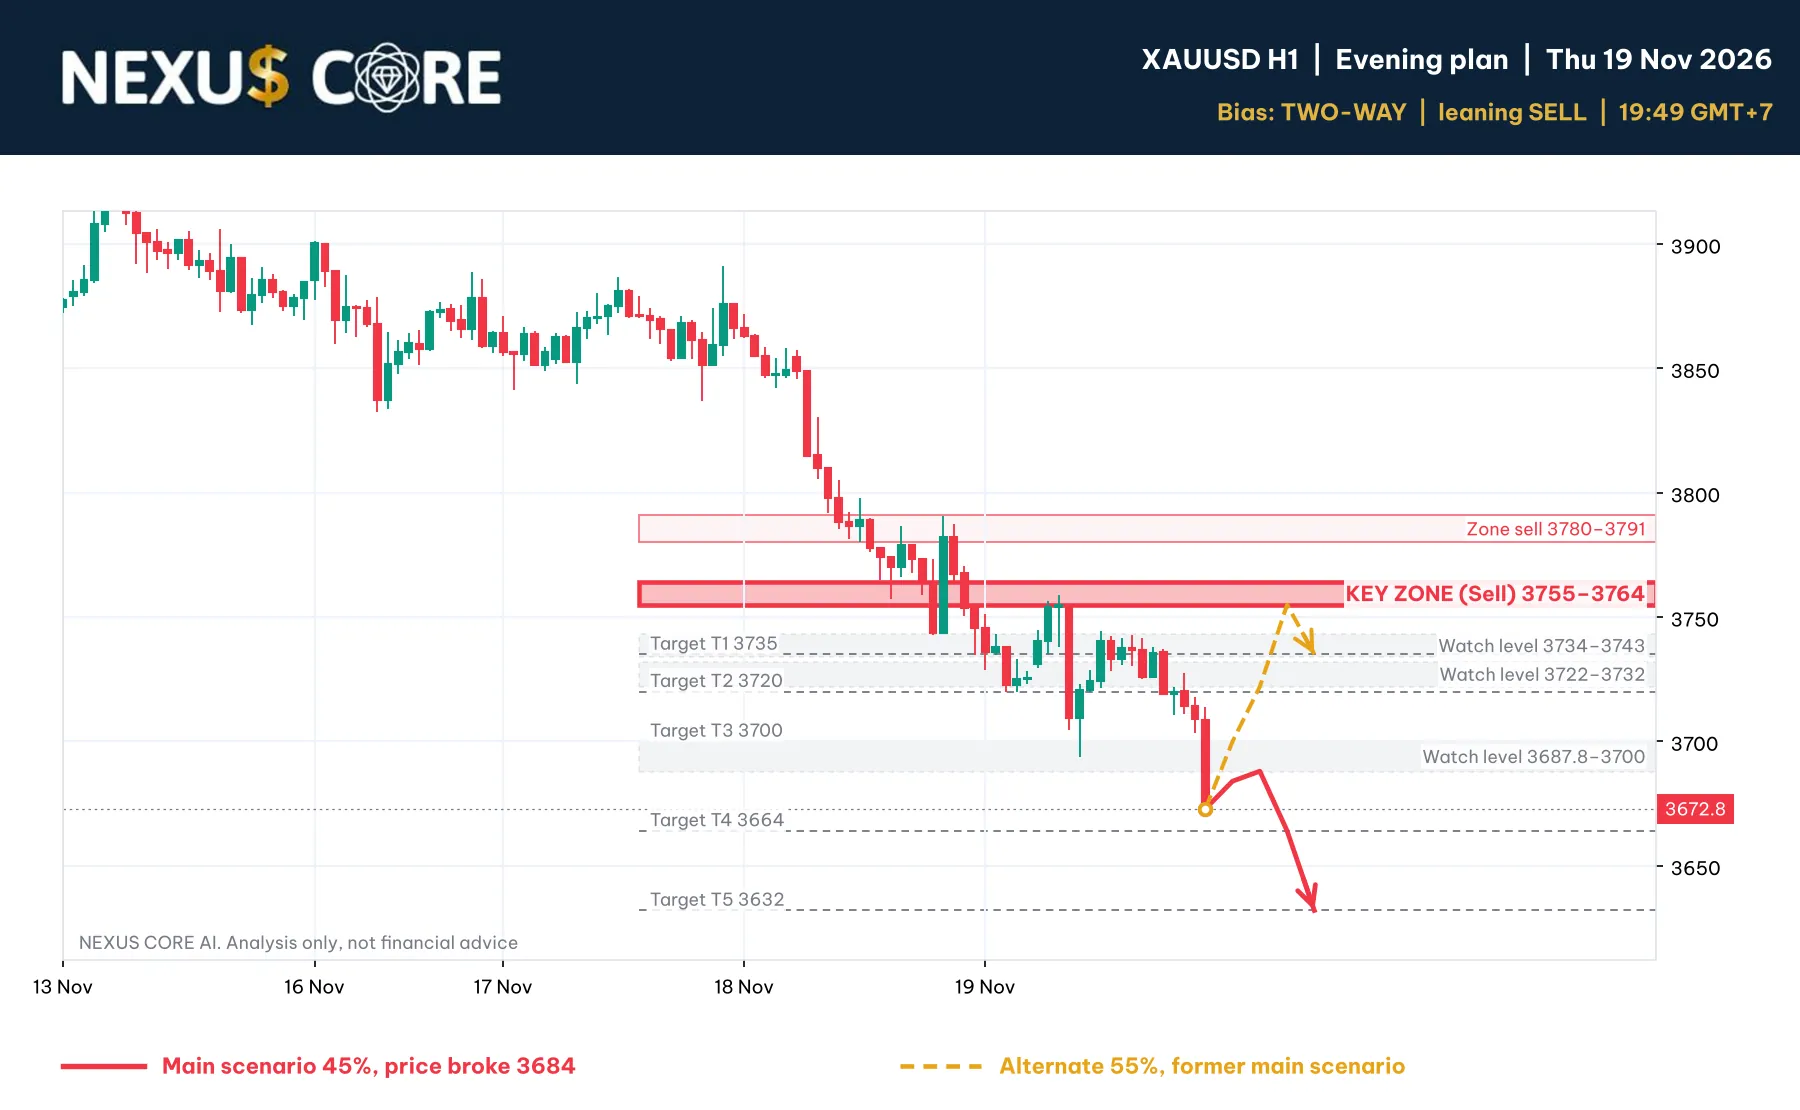 NEXU$ CORE
XAUUSD H1 | Evening plan | Thu 19 Nov 2026
Bias: TWO-WAY | leaning SELL | 19:49 GMT+7
3900
3850
3800
Zone sell 3780–3791
KEY ZONE (Sell) 3755–3764
3750
Target T1 3735
Watch level 3734–3743
Target T2 3720
Watch level 3722–3732
Target T3 3700
3700
Watch level 3687.8–3700
3672.8
Target T4 3664
3650
Target T5 3632
NEXUS CORE AI. Analysis only, not financial advice
13 Nov
16 Nov
17 Nov
18 Nov
19 Nov
Main scenario 45%, price broke 3684
Alternate 55%, former main scenario